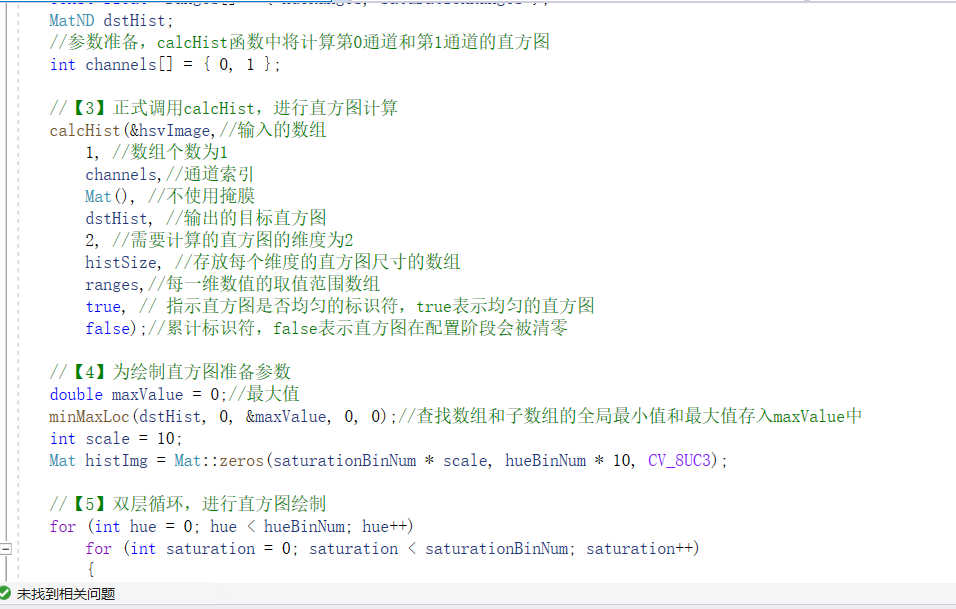 MatND dstHist;
//参数准备，calcHist函数中将计算第0通道和第1通道的直方图
int channels[] = { 0, 1 };
//【3】正式调用calcHist，进行直方图计算
calcHist(&hsvImage,//输入的数组
1, //数组个数为1
channels,//通道索引
Mat(), //不使用掩膜
dstHist, //输出的目标直方图
2, //需要计算的直方图的维度为2
histSize, //存放每个维度的直方图尺寸的数组
ranges,//每一维数值的取值范围数组
true, // 指示直方图是否均匀的标识符，true表示均匀的直方图
false);//累计标识符，false表示直方图在配置阶段会被清零
//【4】为绘制直方图准备参数
double maxValue = 0;//最大值
minMaxLoc(dstHist, 0, &maxValue, 0, 0);//查找数组和子数组的全局最小值和最大值存入maxValue中
int scale = 10;
Mat histImg = Mat::zeros(saturationBinNum * scale, hueBinNum * 10, CV_8UC3);
//【5】双层循环，进行直方图绘制
for (int hue = 0; hue < hueBinNum; hue++)
for (int saturation = 0; saturation < saturationBinNum; saturation++)
{
未找到相关问题